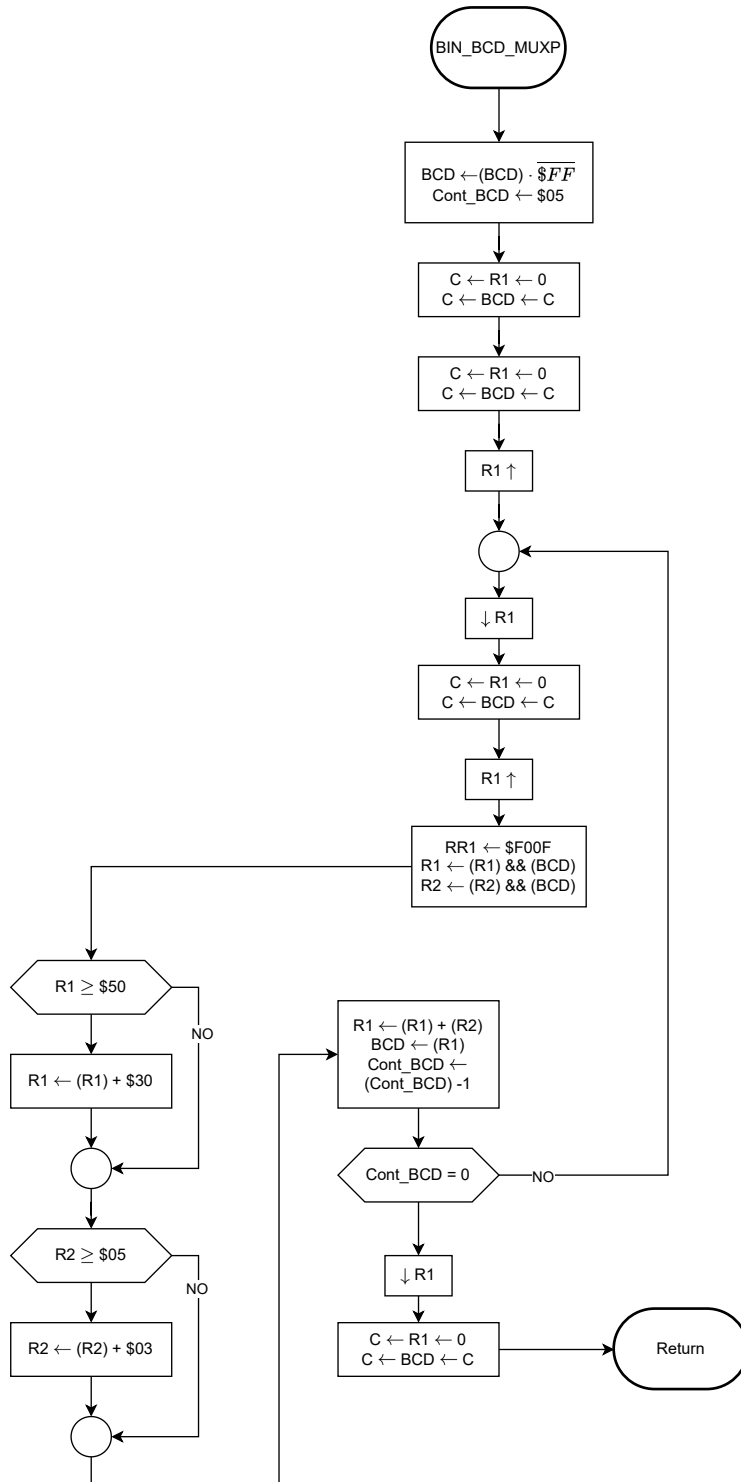 BIN_BCD_MUXP
BCD ←(BCD) · $\overline{\$FF}$
Cont_BCD ← $05
C ← R1 ← 0
C ← BCD ← C
C ← R1 ← 0
C ← BCD ← C
R1 ↑
↓ R1
C ← R1 ← 0
C ← BCD ← C
R1 ↑
RR1 ← $F00F
R1 ← (R1) && (BCD)
R2 ← (R2) && (BCD)
R1 ≥ $50
NO
R1 ← (R1) + $30
R2 ≥ $05
NO
R2 ← (R2) + $03
R1 ← (R1) + (R2)
BCD ← (R1)
Cont_BCD ←
(Cont_BCD) -1
Cont_BCD = 0
NO
↓ R1
C ← R1 ← 0
C ← BCD ← C
Return